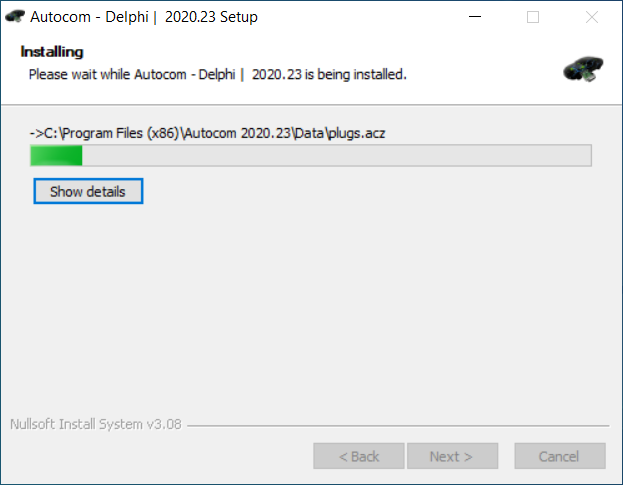 Autocom - Delphi | 2020.23 Setup
Installing
Please wait while Autocom - Delphi | 2020.23 is being installed.
->C:\Program Files (x86)\Autocom 2020.23\Data\plugs.acz
Show details
Nullsoft Install System v3.08
< Back Next > Cancel